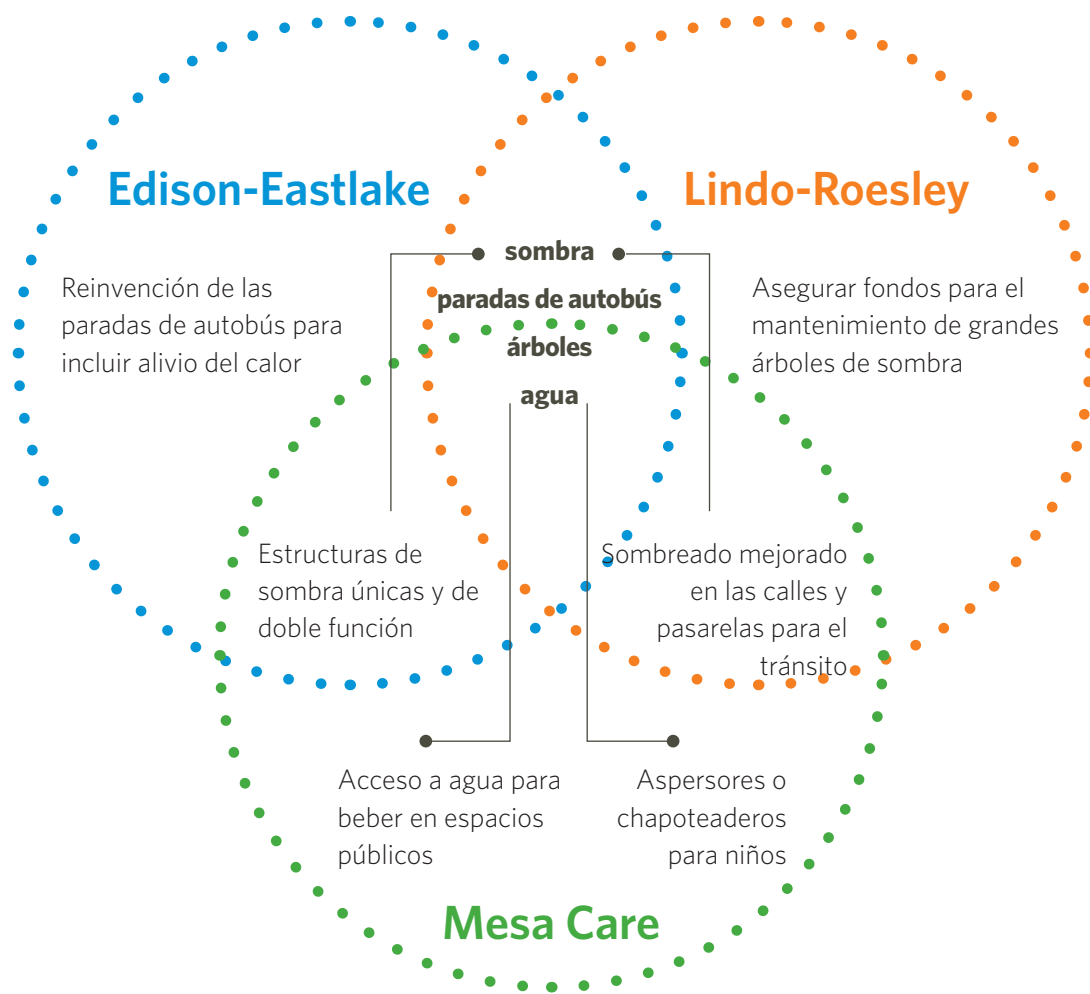 Edison-Eastlake
Lindo-Roesley
sombra
paradas de autobús
árboles
agua
Reinvención de las
paradas de autobús para
incluir alivio del calor
Asegurar fondos para el
mantenimiento de grandes
árboles de sombra
Estructuras de
sombra únicas y de
doble función
Sombreado mejorado
en las calles y
pasarelas para el
tránsito
Acceso a agua para
beber en espacios
públicos
Aspersores o
chapoteaderos
para niños
Mesa Care